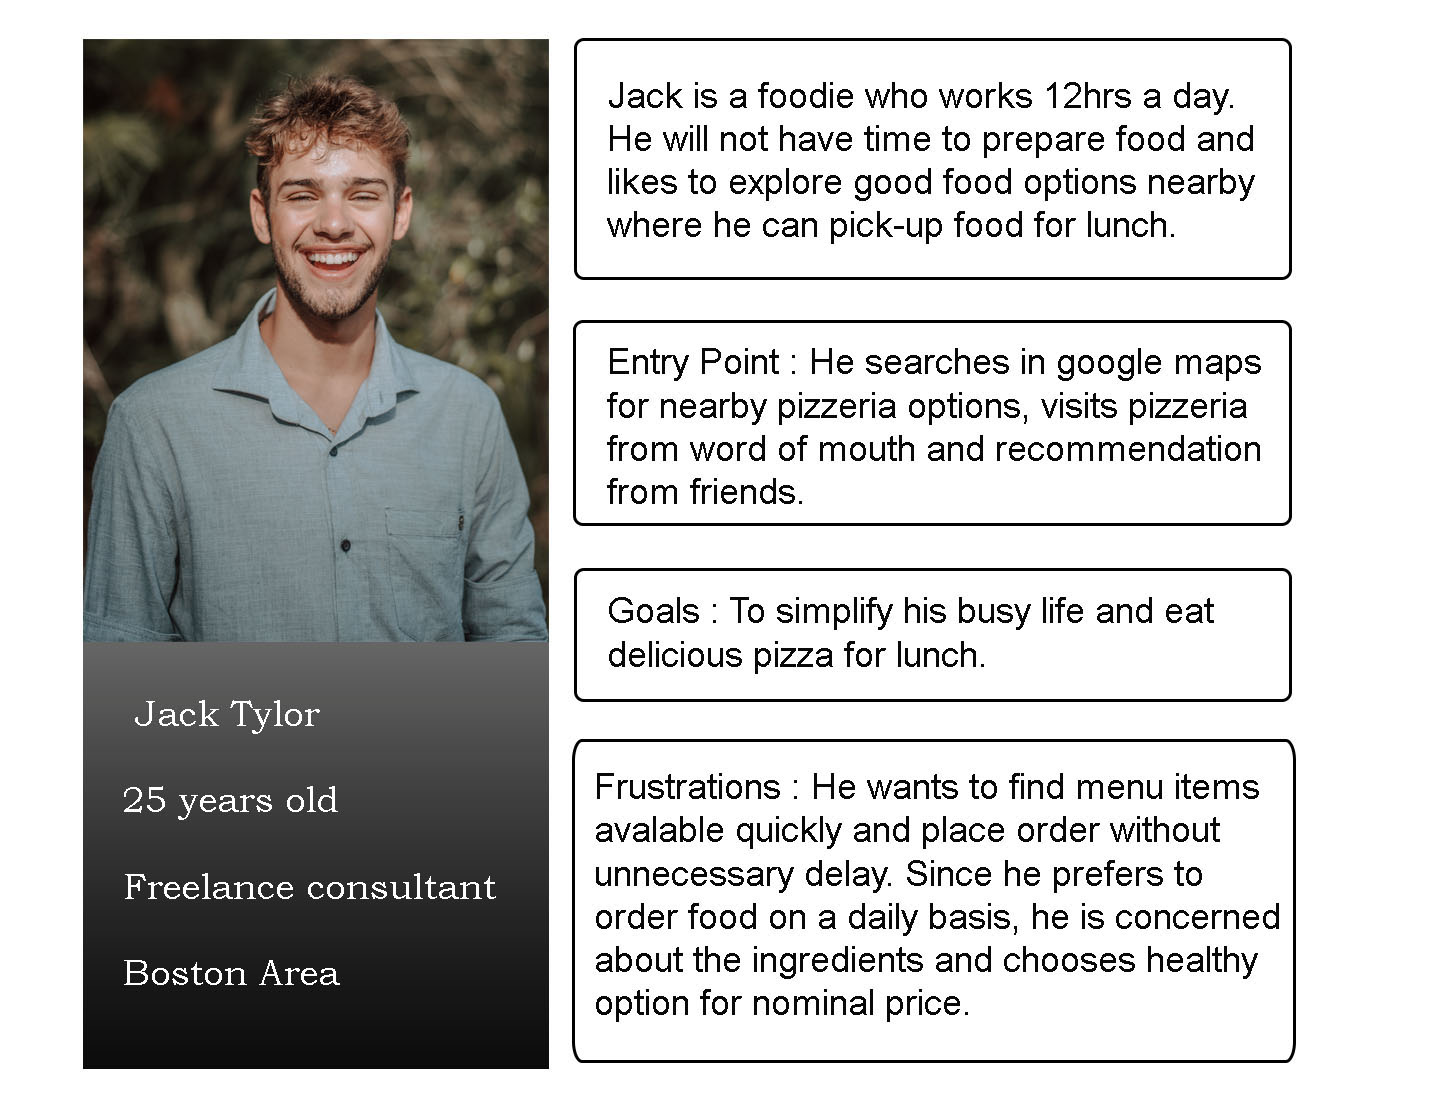 Jack is a foodie who works 12hrs a day.
He will not have time to prepare food and
likes to explore good food options nearby
where he can pick-up food for lunch.
Entry Point : He searches in google maps
for nearby pizzeria options, visits pizzeria
from word of mouth and recommendation
from friends.
Goals : To simplify his busy life and eat
delicious pizza for lunch.
Jack Tylor
25 years old
Freelance consultant
Boston Area
Frustrations : He wants to find menu items
avalable quickly and place order without
unnecessary delay. Since he prefers to
order food on a daily basis, he is concerned
about the ingredients and chooses healthy
option for nominal price.